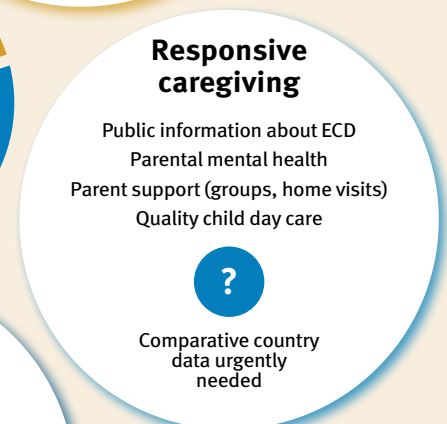 Responsive
caregiving
Public information about ECD
Parental mental health
Parent support (groups, home visits)
Quality child day care
?
Comparative country
data urgently
needed